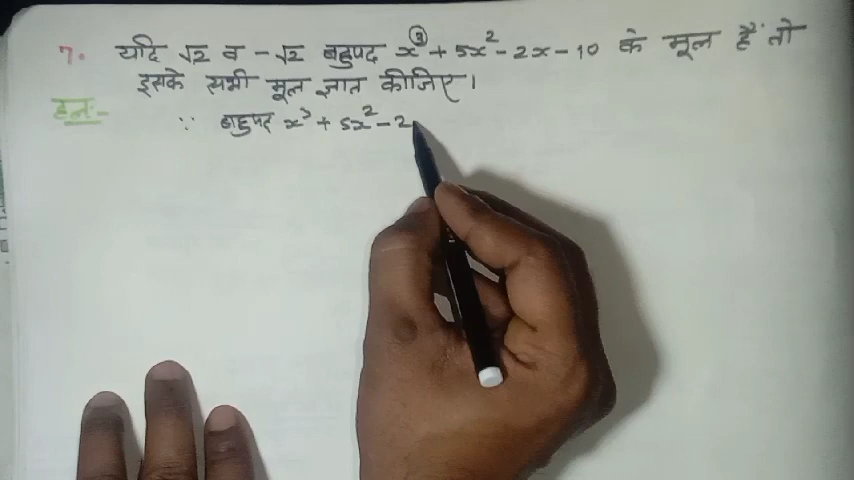 7. यदि √2 व -√2 बहुपद x³ + 5x² - 2x - 10 के मूल हैं तो
इसके सभी मूल ज्ञात कीजिए।
हल:-
∵ बहुपद x³ + 5x² - 2